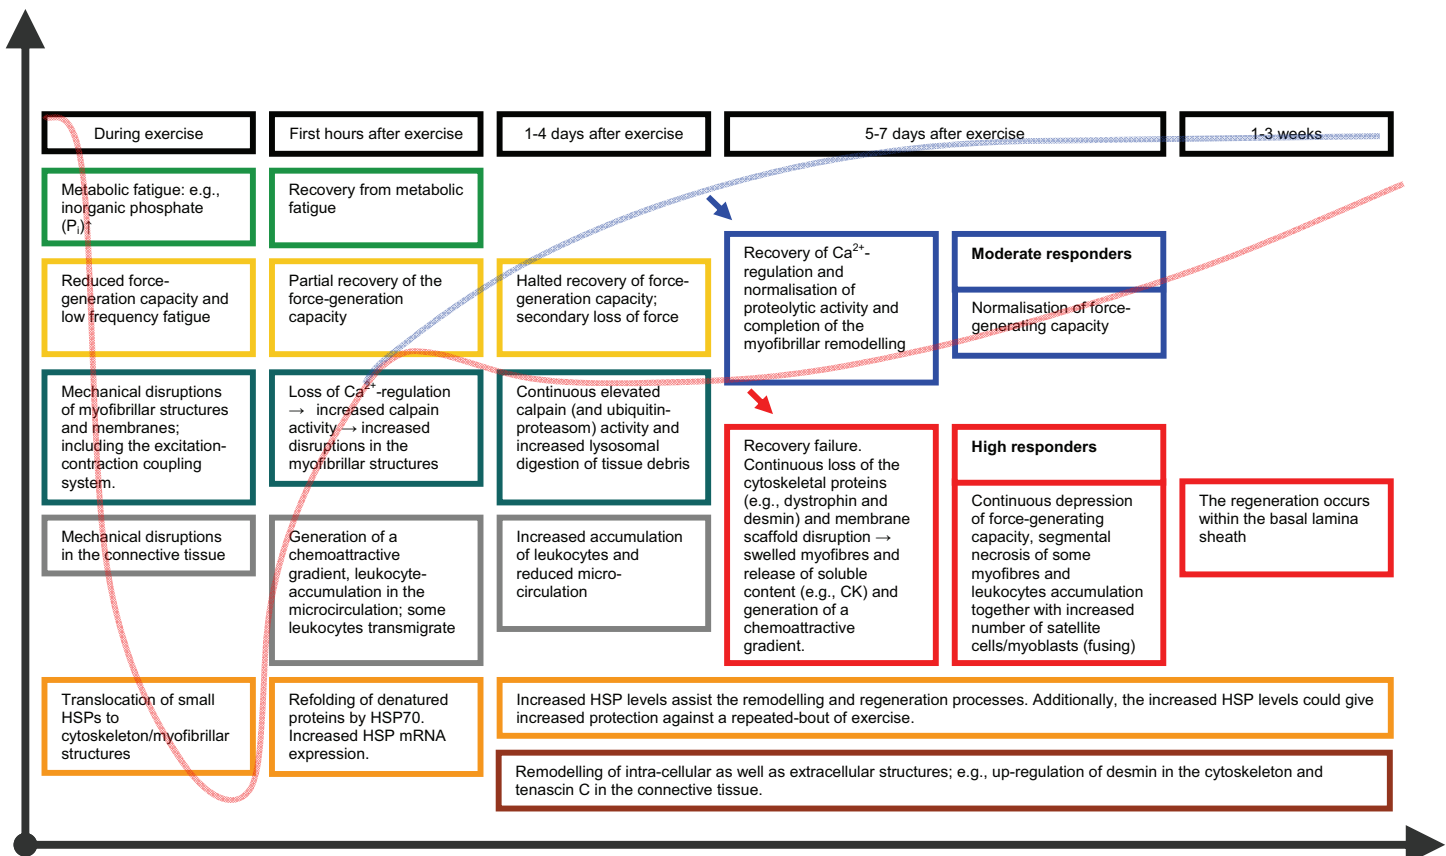 During exercise
First hours after exercise
1-4 days after exercise
5-7 days after exercise
1-3 weeks
Metabolic fatigue: e.g.,
inorganic phosphate
(Pᵢ)↑
Recovery from metabolic
fatigue
Reduced force-
generation capacity and
low frequency fatigue
Partial recovery of the
force-generation
capacity
Halted recovery of force-
generation capacity;
secondary loss of force
Recovery of Ca²⁺-
regulation and
normalisation of
proteolytic activity and
completion of the
myofibrillar remodelling
Moderate responders
Normalisation of force-
generating capacity
Mechanical disruptions
of myofibrillar structures
and membranes;
including the excitation-
contraction coupling
system.
Loss of Ca²⁺-regulation
→ increased calpain
activity → increased
disruptions in the
myofibrillar structures
Continuous elevated
calpain (and ubiquitin-
proteasom) activity and
increased lysosomal
digestion of tissue debris
Recovery failure.
Continuous loss of the
cytoskeletal proteins
(e.g., dystrophin and
desmin) and membrane
scaffold disruption →
swelled myofibres and
release of soluble
content (e.g., CK) and
generation of a
chemoattractive
gradient.
High responders
Continuous depression
of force-generating
capacity, segmental
necrosis of some
myofibres and
leukocytes accumulation
together with increased
number of satellite
cells/myoblasts (fusing)
The regeneration occurs
within the basal lamina
sheath
Mechanical disruptions
in the connective tissue
Generation of a
chemoattractive
gradient, leukocyte-
accumulation in the
microcirculation; some
leukocytes transmigrate
Increased accumulation
of leukocytes and
reduced micro-
circulation
Translocation of small
HSPs to
cytoskeleton/myofibrillar
structures
Refolding of denatured
proteins by HSP70.
Increased HSP mRNA
expression.
Increased HSP levels assist the remodelling and regeneration processes. Additionally, the increased HSP levels could give
increased protection against a repeated-bout of exercise.
Remodelling of intra-cellular as well as extracellular structures; e.g., up-regulation of desmin in the cytoskeleton and
tenascin C in the connective tissue.